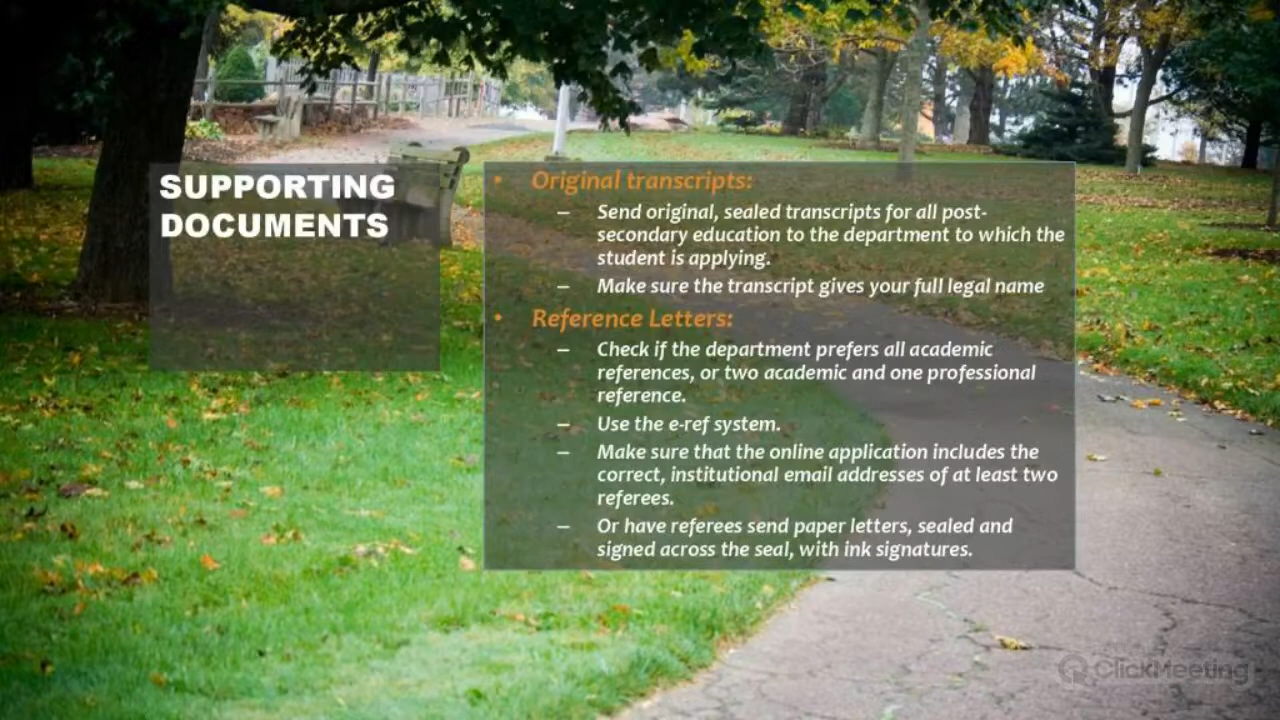 SUPPORTING
DOCUMENTS
• Original transcripts:
– Send original, sealed transcripts for all post-
secondary education to the department to which the
student is applying.
– Make sure the transcript gives your full legal name
• Reference Letters:
– Check if the department prefers all academic
references, or two academic and one professional
reference.
– Use the e-ref system.
– Make sure that the online application includes the
correct, institutional email addresses of at least two
referees.
– Or have referees send paper letters, sealed and
signed across the seal, with ink signatures.
ClickMeeting